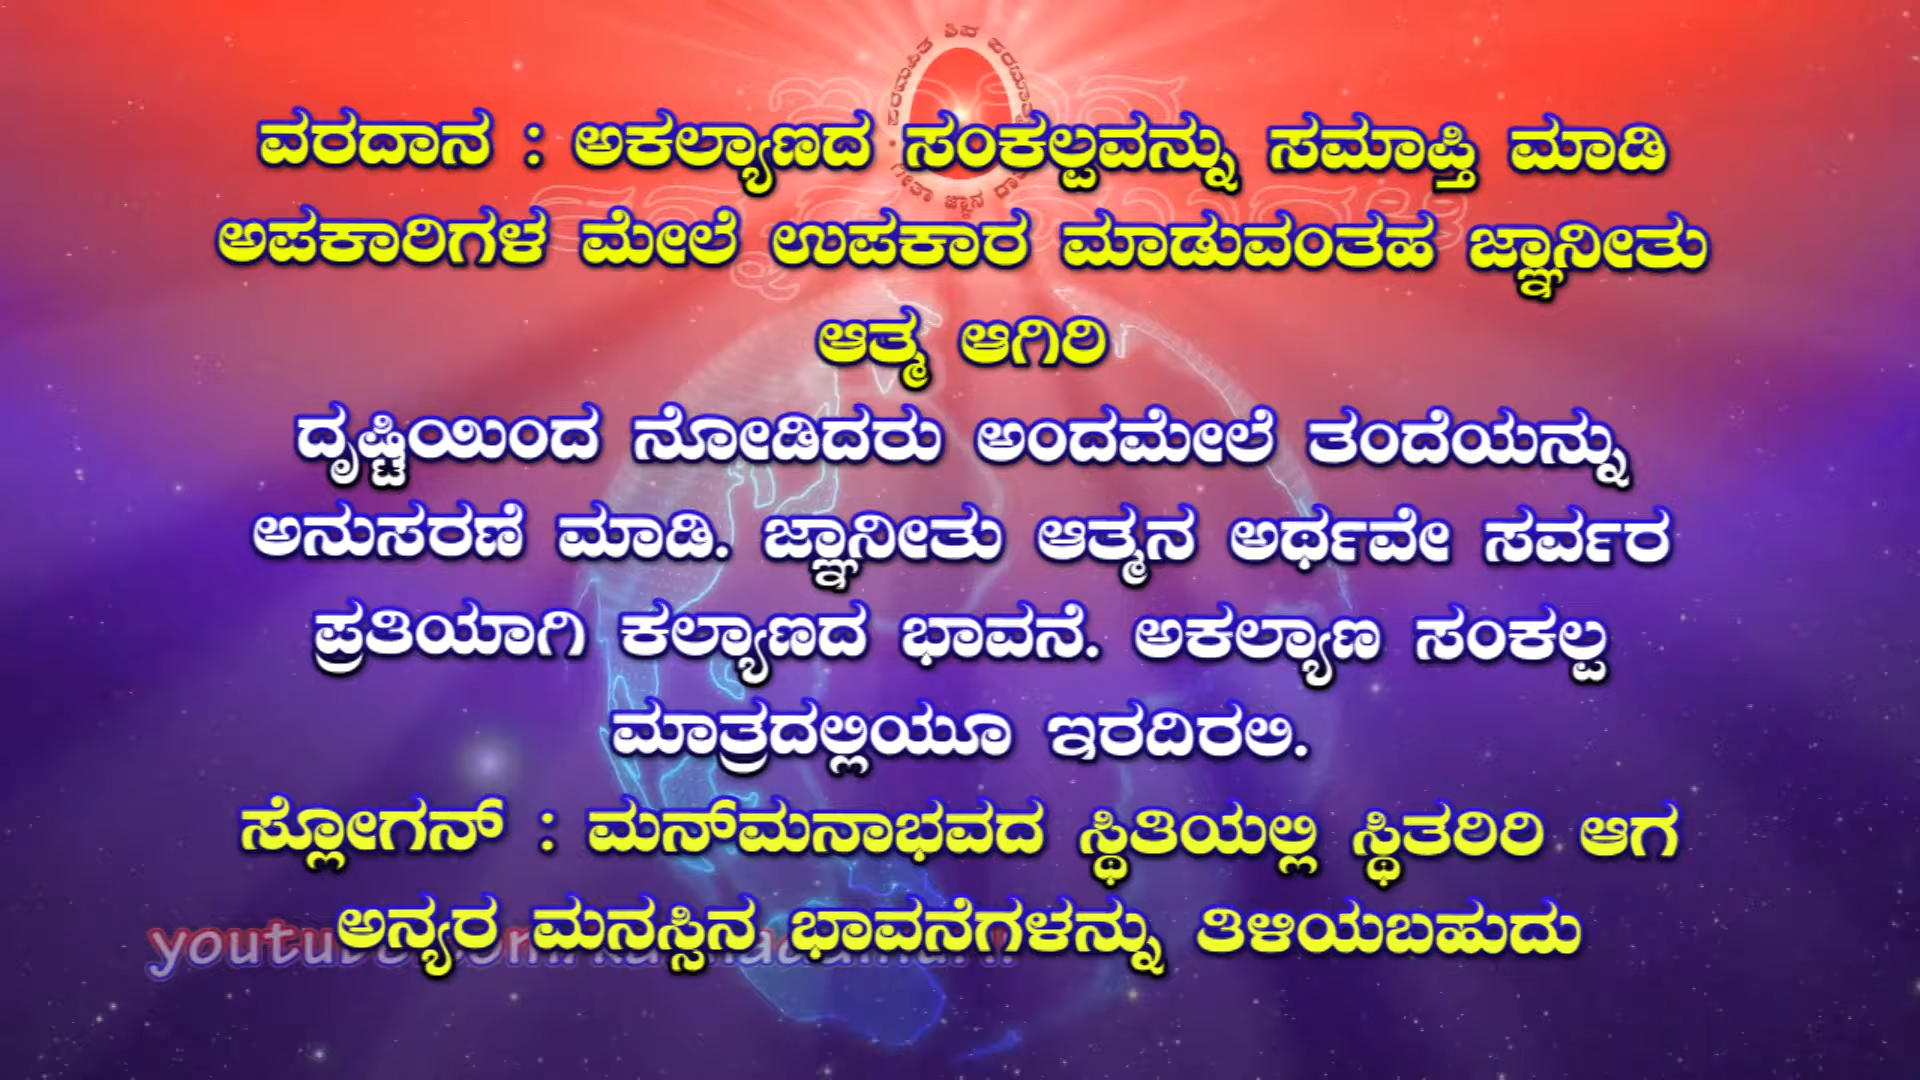 ಪರಮಪಿತ ಶಿವ
ಗೀತಾ ಜ್ಞಾನ
ವರದಾನ : ಅಕಲ್ಯಾಣದ ಸಂಕಲ್ಪವನ್ನು ಸಮಾಪ್ತಿ ಮಾಡಿ
ಅಪಕಾರಿಗಳ ಮೇಲೆ ಉಪಕಾರ ಮಾಡುವಂತಹ ಜ್ಞಾನೀತು
ಆತ್ಮ ಆಗಿರಿ
ದೃಷ್ಟಿಯಿಂದ ನೋಡಿದರು ಅಂದಮೇಲೆ ತಂದೆಯನ್ನು
ಅನುಸರಣೆ ಮಾಡಿ. ಜ್ಞಾನೀತು ಆತ್ಮನ ಅರ್ಥವೇ ಸರ್ವರ
ಪ್ರತಿಯಾಗಿ ಕಲ್ಯಾಣದ ಭಾವನೆ. ಅಕಲ್ಯಾಣ ಸಂಕಲ್ಪ
ಮಾತ್ರದಲ್ಲಿಯೂ ಇರದಿರಲಿ.
ಸ್ಲೋಗನ್ : ಮನ್‌ಮನಾಭವದ ಸ್ಥಿತಿಯಲ್ಲಿ ಸ್ಥಿತರಿರಿ ಆಗ
ಅನ್ಯರ ಮನಸ್ಸಿನ ಭಾವನೆಗಳನ್ನು ತಿಳಿಯಬಹುದು